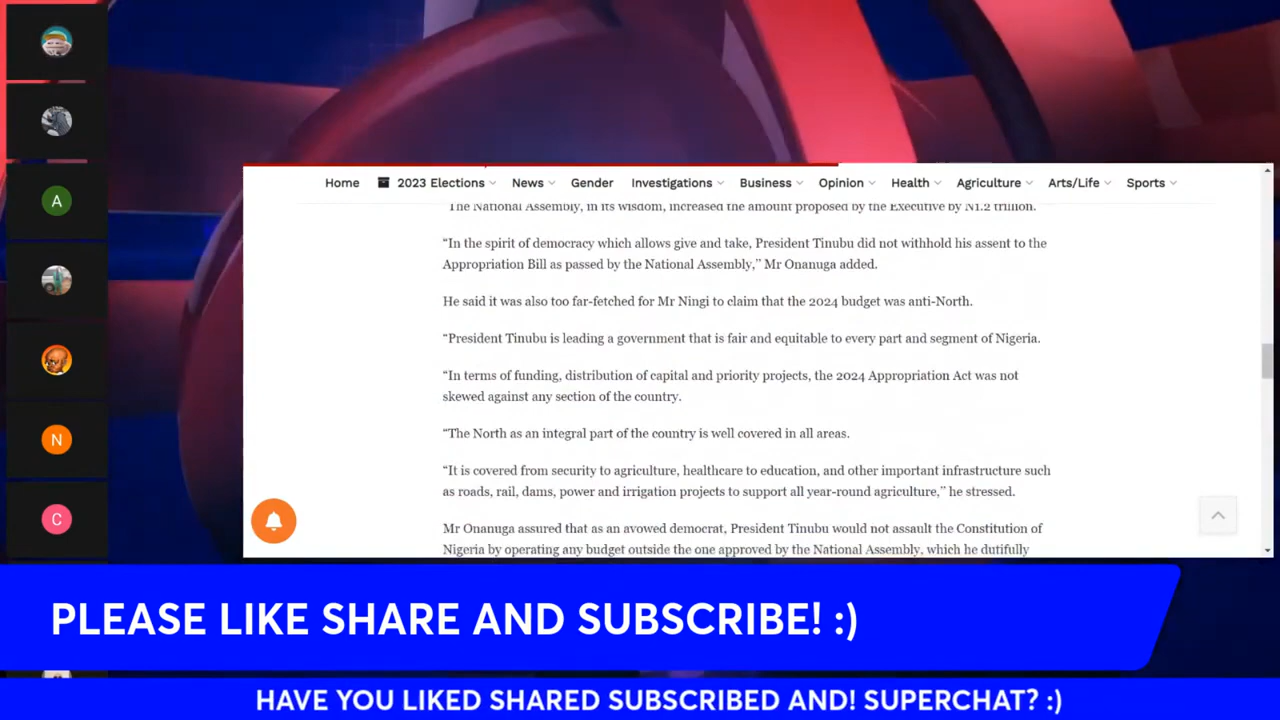 Home 2023 Elections News Gender Investigations Business Opinion Health Agriculture Arts/Life Sports
"The National Assembly, in its wisdom, increased the amount proposed by the Executive by N1.2 trillion.
“In the spirit of democracy which allows give and take, President Tinubu did not withhold his assent to the
Appropriation Bill as passed by the National Assembly,” Mr Onanuga added.
He said it was also too far-fetched for Mr Ningi to claim that the 2024 budget was anti-North.
“President Tinubu is leading a government that is fair and equitable to every part and segment of Nigeria.
“In terms of funding, distribution of capital and priority projects, the 2024 Appropriation Act was not
skewed against any section of the country.
“The North as an integral part of the country is well covered in all areas.
“It is covered from security to agriculture, healthcare to education, and other important infrastructure such
as roads, rail, dams, power and irrigation projects to support all year-round agriculture,” he stressed.
Mr Onanuga assured that as an avowed democrat, President Tinubu would not assault the Constitution of
Nigeria by operating any budget outside the one approved by the National Assembly, which he dutifully
A
N
C
PLEASE LIKE SHARE AND SUBSCRIBE! :)
HAVE YOU LIKED SHARED SUBSCRIBED AND! SUPERCHAT? :)